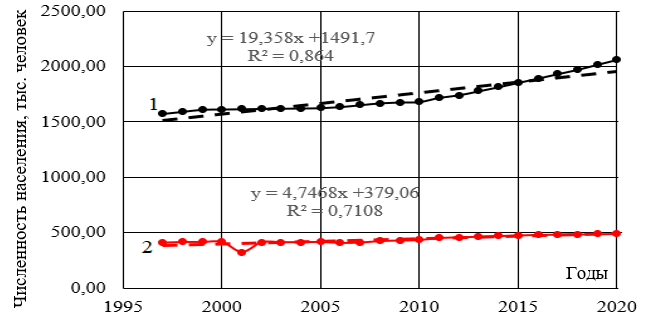 Численность населения, тыс. человек
2500,00
2000,00
1500,00
1000,00
500,00
0,00
y = 19,358x +1491,7
R² = 0,864
1
y = 4,7468x +379,06
R² = 0,7108
2
Годы
1995
2000
2005
2010
2015
2020